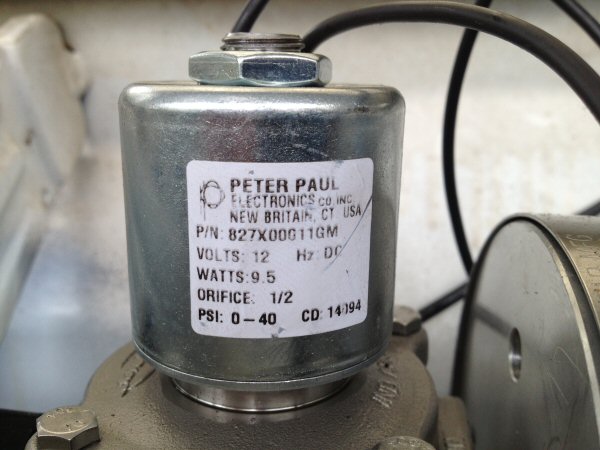 PETER PAUL
ELECTRONICS CO. INC.
NEW BRITAIN, CT. USA
P/N: 827X00611GM
VOLTS: 12 Hz: DC
WATTS: 9.5
ORIFICE: 1/2
PSI: 0-40 CD: 14094